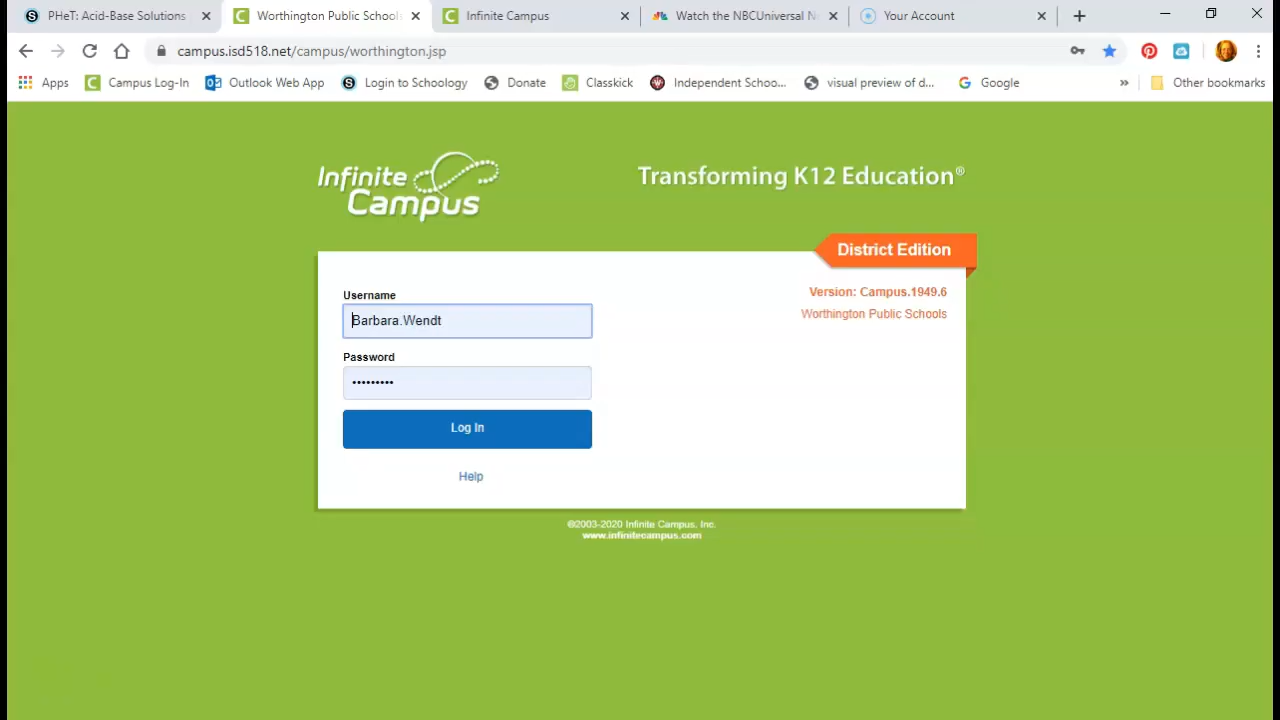 PHeT: Acid-Base Solutions
Worthington Public Schools
Infinite Campus
Watch the NBCUniversal N
Your Account
campus.isd518.net/campus/worthington.jsp
Apps
Campus Log-In
Outlook Web App
Login to Schoology
Donate
Classkick
Independent Schoo...
visual preview of d...
Google
Other bookmarks
Infinite
Campus
Transforming K12 Education®
District Edition
Version: Campus.1949.6
Worthington Public Schools
Username
Barbara.Wendt
Password
•••••••••
Log In
Help
©2003-2020 Infinite Campus, Inc.
www.infinitecampus.com